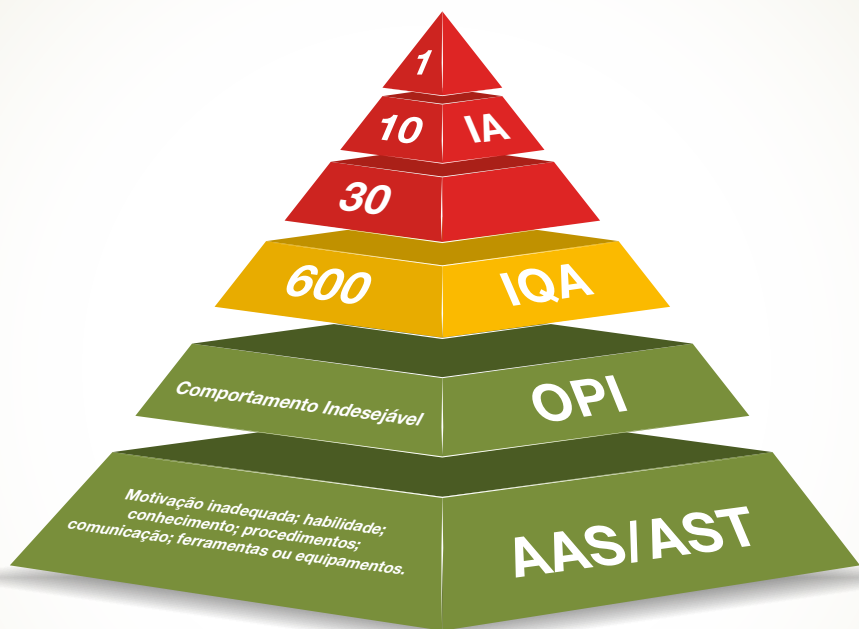 1
10 IA
30
600 IQA
Comportamento Indesejável OPI
Motivação inadequada; habilidade;
conhecimento; procedimentos;
comunicação; ferramentas ou equipamentos.
AAS/AST